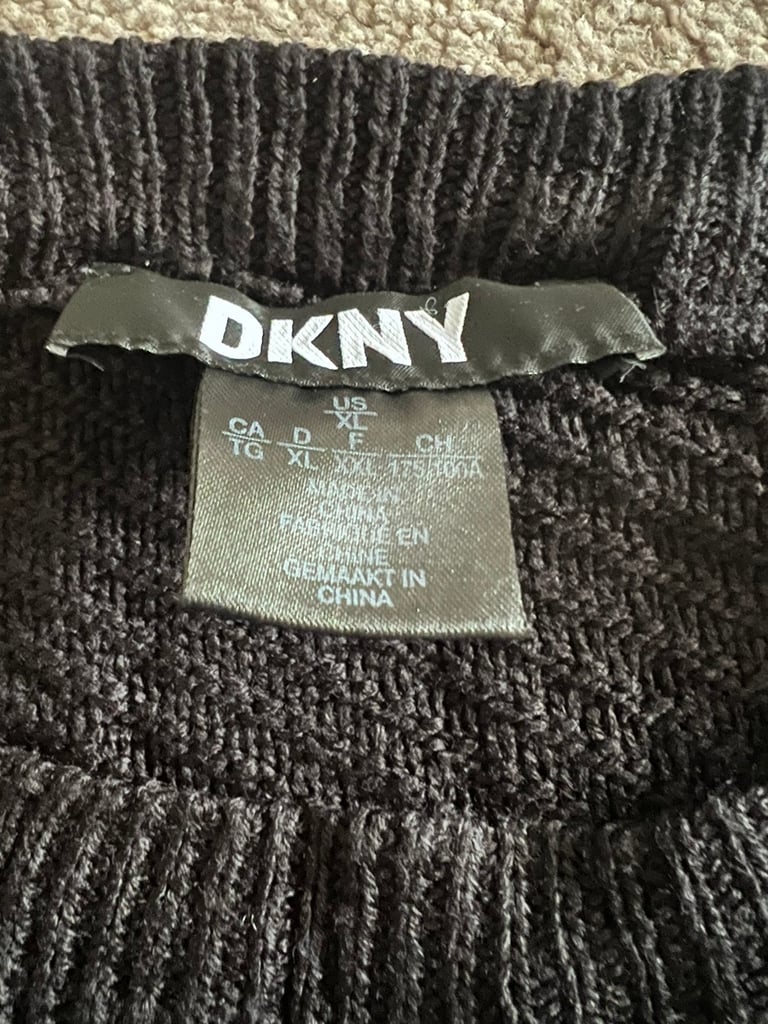 DKNY
US
XL
CA D F CH
TG XL XXL 175/100A
MADE IN
CHINA
FABRIQUE EN
CHINE
GEMAAKT IN
CHINA